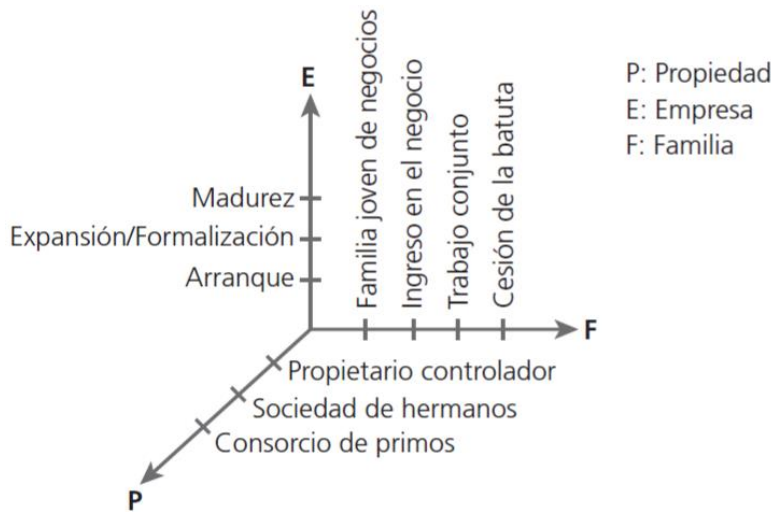 E
Madurez
Expansión/Formalización
Arranque
Familia joven de negocios
Ingreso en el negocio
Trabajo conjunto
Cesión de la batuta
F
Propietario controlador
Sociedad de hermanos
Consorcio de primos
P
P: Propiedad
E: Empresa
F: Familia